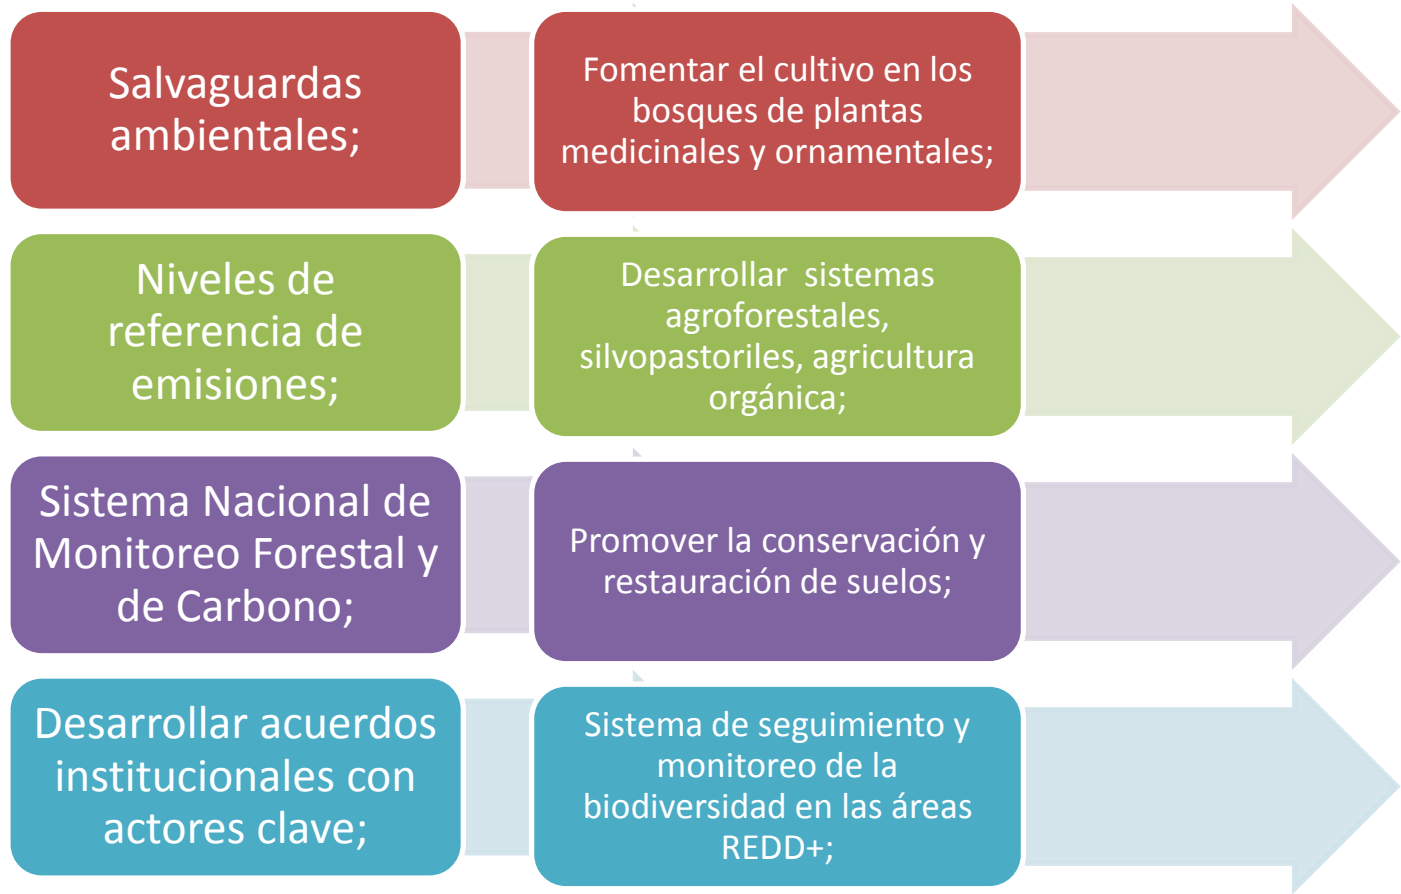 Salvaguardas
ambientales;
Fomentar el cultivo en los
bosques de plantas
medicinales y ornamentales;
Niveles de
referencia de
emisiones;
Desarrollar  sistemas
agroforestales,
silvopastoriles, agricultura
orgánica;
Sistema Nacional de
Monitoreo Forestal y
de Carbono;
Promover la conservación y
restauración de suelos;
Desarrollar acuerdos
institucionales con
actores clave;
Sistema de seguimiento y
monitoreo de la
biodiversidad en las áreas
REDD+;